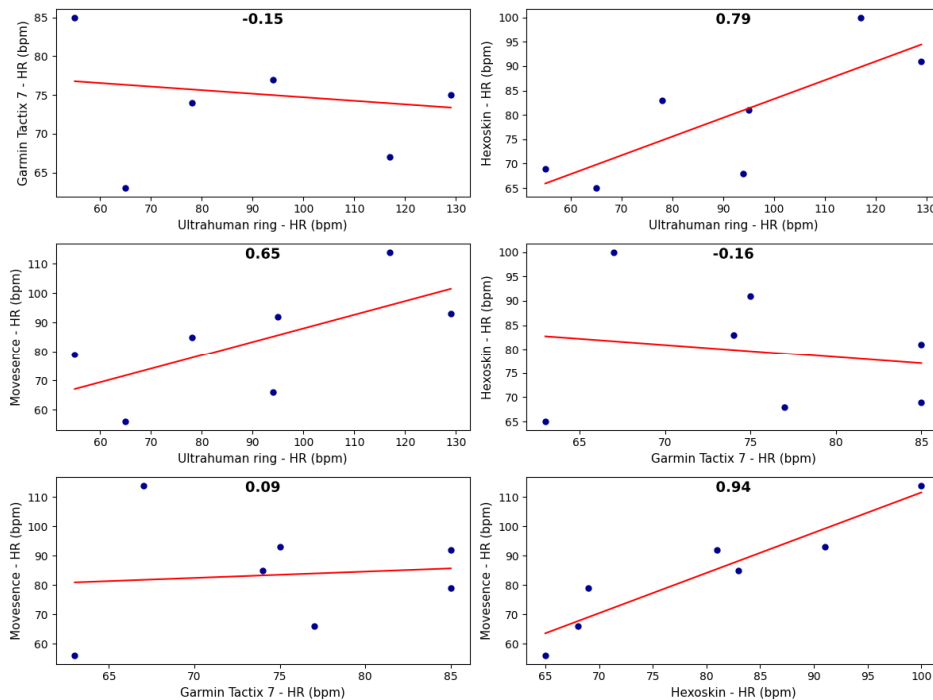 -0.15
85
80
75
70
65
Garmin Tactix 7 - HR (bpm)
60 70 80 90 100 110 120 130
Ultrahuman ring - HR (bpm)
0.79
100
95
90
85
80
75
70
65
Hexoskin - HR (bpm)
60 70 80 90 100 110 120 130
Ultrahuman ring - HR (bpm)
0.65
110
100
90
80
70
60
Movesence - HR (bpm)
60 70 80 90 100 110 120 130
Ultrahuman ring - HR (bpm)
-0.16
100
95
90
85
80
75
70
65
Hexoskin - HR (bpm)
65 70 75 80 85
Garmin Tactix 7 - HR (bpm)
0.09
110
100
90
80
70
60
Movesence - HR (bpm)
65 70 75 80 85
Garmin Tactix 7 - HR (bpm)
0.94
110
100
90
80
70
60
Movesence - HR (bpm)
65 70 75 80 85 90 95 100
Hexoskin - HR (bpm)